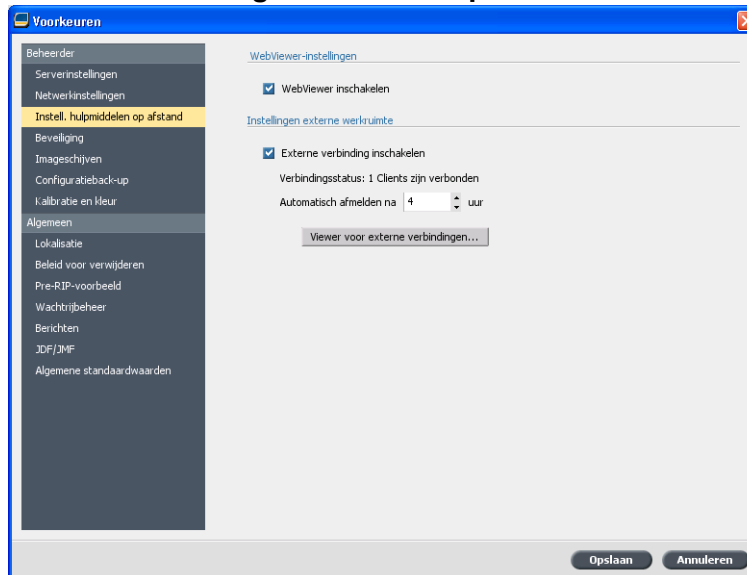 Voorkeuren
Beheerder
Serverinstellingen
Netwerkinstellingen
Instell. hulpmiddelen op afstand
Beveiliging
Imageschijven
Configuratieback-up
Kalibratie en kleur
Algemeen
Lokalisatie
Beleid voor verwijderen
Pre-RIP-voorbeeld
Wachtrijbeheer
Berichten
JDF/JMF
Algemene standaardwaarden
WebViewer-instellingen
WebViewer inschakelen
Instellingen externe werkruimte
Externe verbinding inschakelen
Verbindingsstatus: 1 Clients zijn verbonden
Automatisch afmelden na 4 uur
Viewer voor externe verbindingen...
Opslaan Annuleren